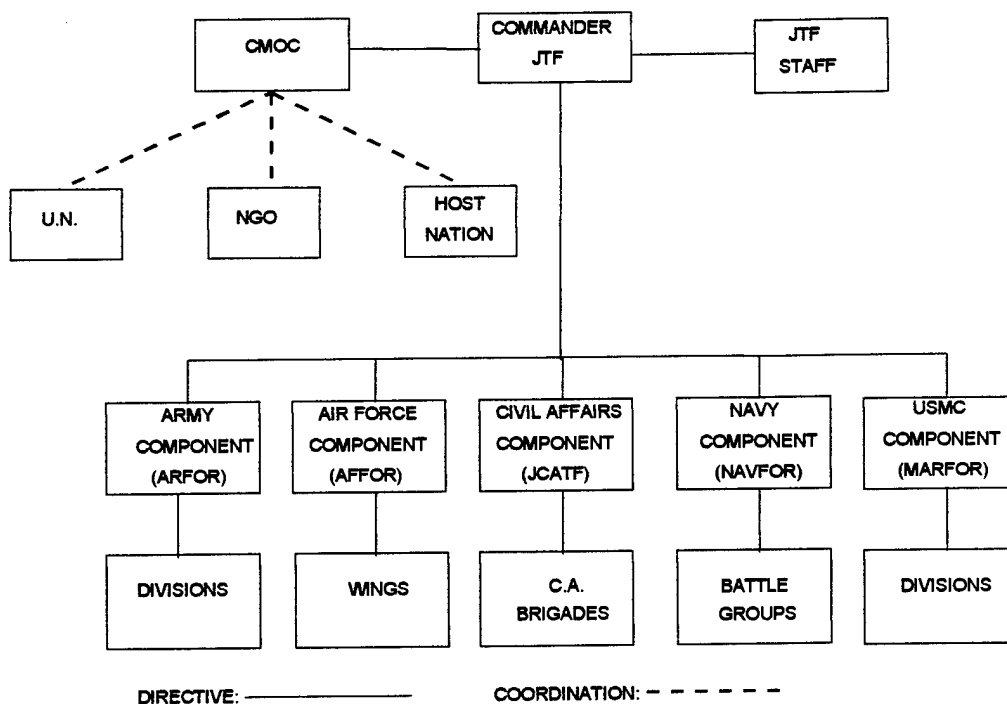 CMOC
COMMANDER
JTF
JTF
STAFF
U.N.
NGO
HOST
NATION
ARMY
COMPONENT
(ARFOR)
AIR FORCE
COMPONENT
(AFFOR)
CIVIL AFFAIRS
COMPONENT
(JCATF)
NAVY
COMPONENT
(NAVFOR)
USMC
COMPONENT
(MARFOR)
DIVISIONS
WINGS
C.A.
BRIGADES
BATTLE
GROUPS
DIVISIONS
DIRECTIVE:
COORDINATION: